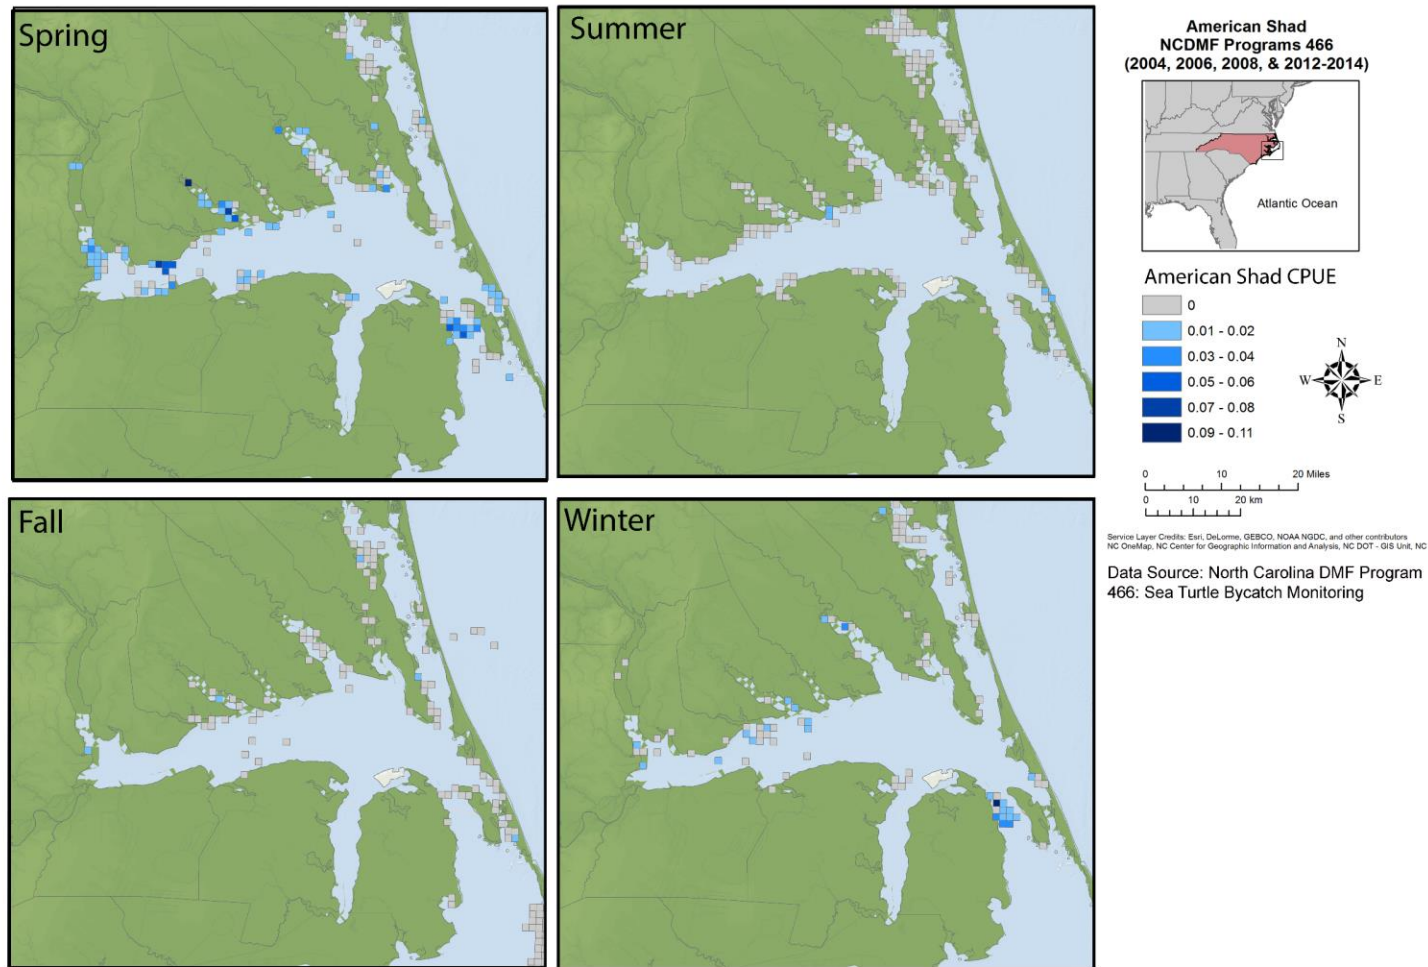 Spring
Summer
Fall
Winter
American Shad
NCDMF Programs 466
(2004, 2006, 2008, & 2012-2014)
Atlantic Ocean
American Shad CPUE
0
0.01 - 0.02
0.03 - 0.04
0.05 - 0.06
0.07 - 0.08
0.09 - 0.11
N
W E
S
0 10 20 Miles
0 10 20 km
Service Layer Credits: Esri, DeLorme, GEBCO, NOAA NGDC, and other contributors
NC OneMap, NC Center for Geographic Information and Analysis, NC DOT - GIS Unit, NC
Data Source: North Carolina DMF Program
466: Sea Turtle Bycatch Monitoring